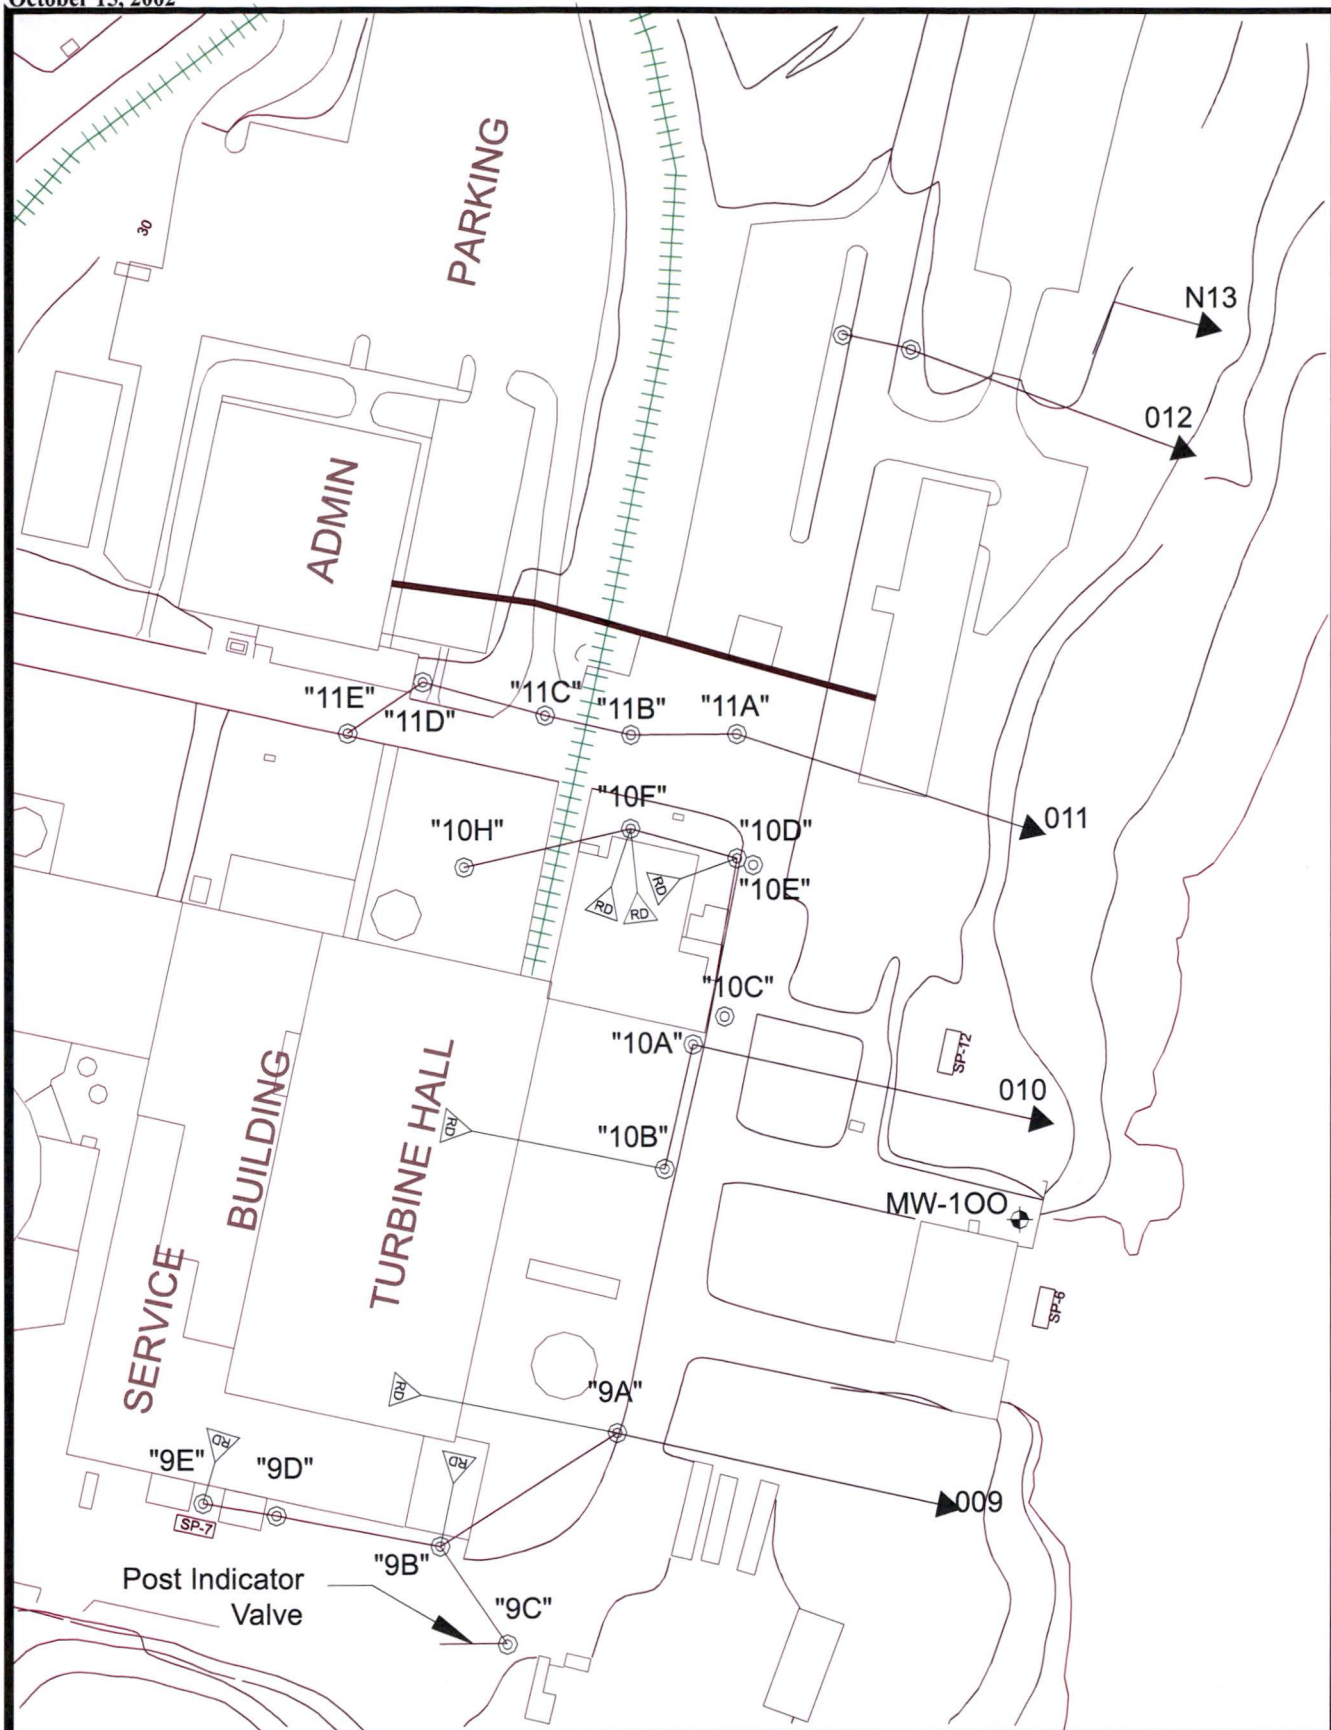 October 15, 2002
PARKING
30
N13
012
ADMIN
"11E"
"11D"
"11C"
"11B"
"11A"
011
"10F"
"10H"
"10D"
"10E"
RD
RD
RD
"10C"
"10A"
SP-12
010
RD
"10B"
MW-1OO
SERVICE BUILDING
TURBINE HALL
SP-6
RD
"9A"
"9E"
RD
"9D"
RD
009
SP-7
"9B"
Post Indicator
Valve
"9C"